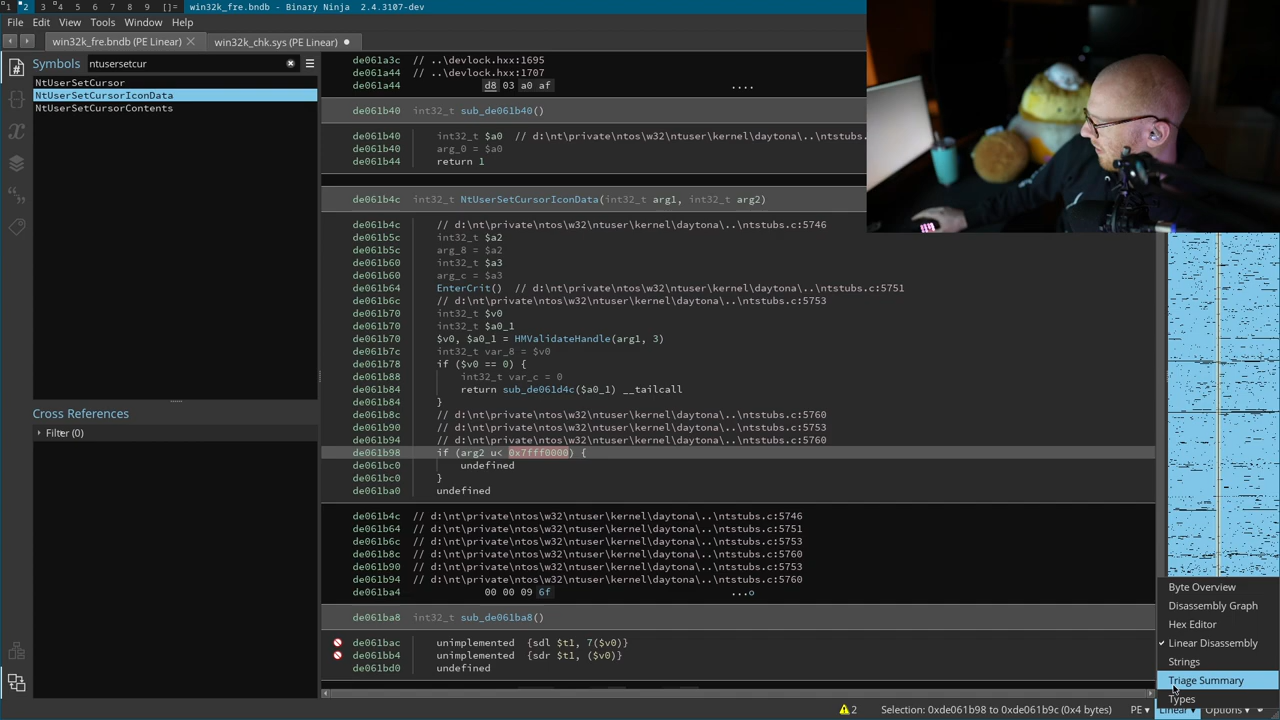 1 2 3 4 5 6 7 8 9 []= win32k_fre.bndb - Binary Ninja 2.4.3107-dev
File Edit View Tools Window Help
win32k_fre.bndb (PE Linear) win32k_chk.sys (PE Linear)
Symbols ntusersetcur
NtUserSetCursor
NtUserSetCursorIconData
NtUserSetCursorContents
Cross References
Filter (0)
de061a3c // ..\devlock.hxx:1695
de061a44 // ..\devlock.hxx:1707
de061a44 d8 03 a0 af ....
de061b40 int32_t sub_de061b40()
de061b40 int32_t $a0 // d:\nt\private\ntos\w32\ntuser\kernel\daytona\..\ntstubs.
de061b40 arg_0 = $a0
de061b44 return 1
de061b4c int32_t NtUserSetCursorIconData(int32_t arg1, int32_t arg2)
de061b4c // d:\nt\private\ntos\w32\ntuser\kernel\daytona\..\ntstubs.c:5746
de061b5c int32_t $a2
de061b5c arg_8 = $a2
de061b60 int32_t $a3
de061b60 arg_c = $a3
de061b64 EnterCrit() // d:\nt\private\ntos\w32\ntuser\kernel\daytona\..\ntstubs.c:5751
de061b6c // d:\nt\private\ntos\w32\ntuser\kernel\daytona\..\ntstubs.c:5753
de061b70 int32_t $v0
de061b70 int32_t $a0_1
de061b70 $v0, $a0_1 = HMValidateHandle(arg1, 3)
de061b7c int32_t var_8 = $v0
de061b78 if ($v0 == 0) {
de061b88 int32_t var_c = 0
de061b84 return sub_de061d4c($a0_1) __tailcall
de061b84 }
de061b8c // d:\nt\private\ntos\w32\ntuser\kernel\daytona\..\ntstubs.c:5760
de061b90 // d:\nt\private\ntos\w32\ntuser\kernel\daytona\..\ntstubs.c:5753
de061b94 // d:\nt\private\ntos\w32\ntuser\kernel\daytona\..\ntstubs.c:5760
de061b98 if (arg2 u< 0x7fff0000) {
de061bc0 undefined
de061bc0 }
de061ba0 undefined
de061b4c // d:\nt\private\ntos\w32\ntuser\kernel\daytona\..\ntstubs.c:5746
de061b64 // d:\nt\private\ntos\w32\ntuser\kernel\daytona\..\ntstubs.c:5751
de061b6c // d:\nt\private\ntos\w32\ntuser\kernel\daytona\..\ntstubs.c:5753
de061b8c // d:\nt\private\ntos\w32\ntuser\kernel\daytona\..\ntstubs.c:5760
de061b90 // d:\nt\private\ntos\w32\ntuser\kernel\daytona\..\ntstubs.c:5753
de061b94 // d:\nt\private\ntos\w32\ntuser\kernel\daytona\..\ntstubs.c:5760
de061ba4 00 00 09 6f ...o
de061ba8 int32_t sub_de061ba8()
de061bac unimplemented {sdl $t1, 7($v0)}
de061bb4 unimplemented {sdr $t1, ($v0)}
de061bd0 undefined
Byte Overview
Disassembly Graph
Hex Editor
Linear Disassembly
Strings
Triage Summary
Types
2 Selection: 0xde061b98 to 0xde061b9c (0x4 bytes) PE Linear Options